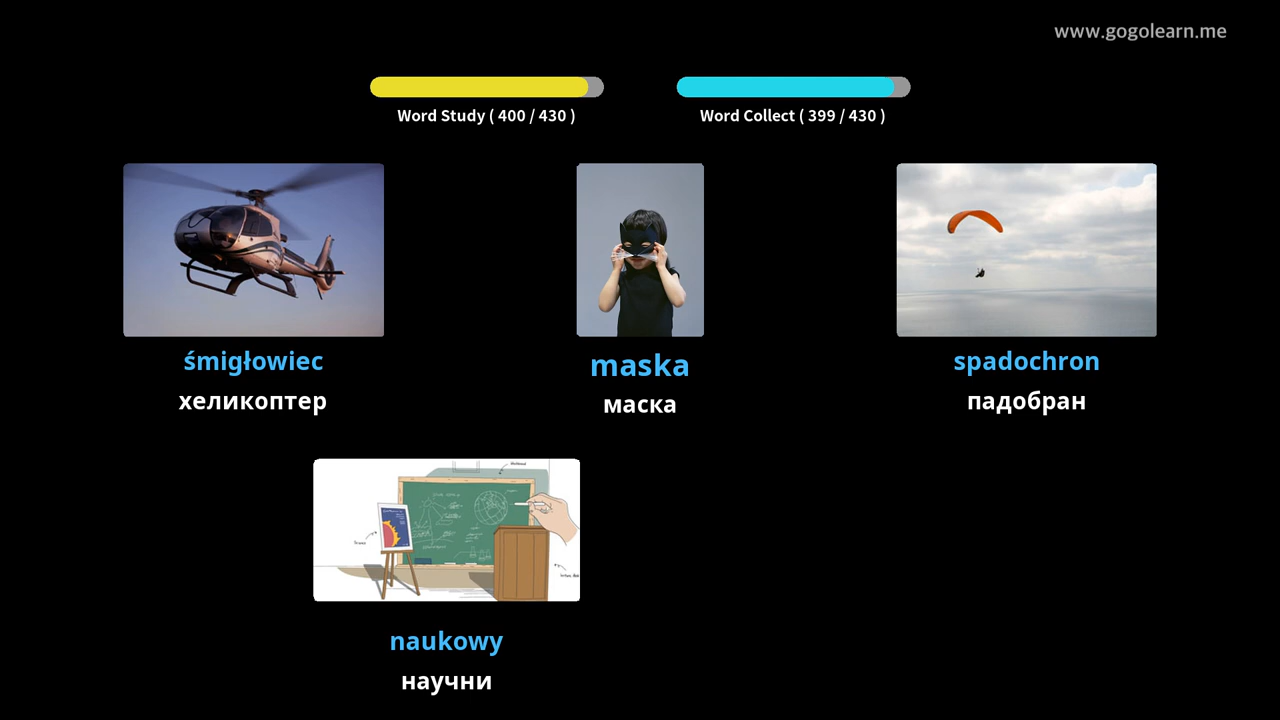 www.gogolearn.me
Word Study ( 400 / 430 )
Word Collect ( 399 / 430 )
śmigłowiec
maska
spadochron
хеликоптер
маска
падобран
naukowy
научни